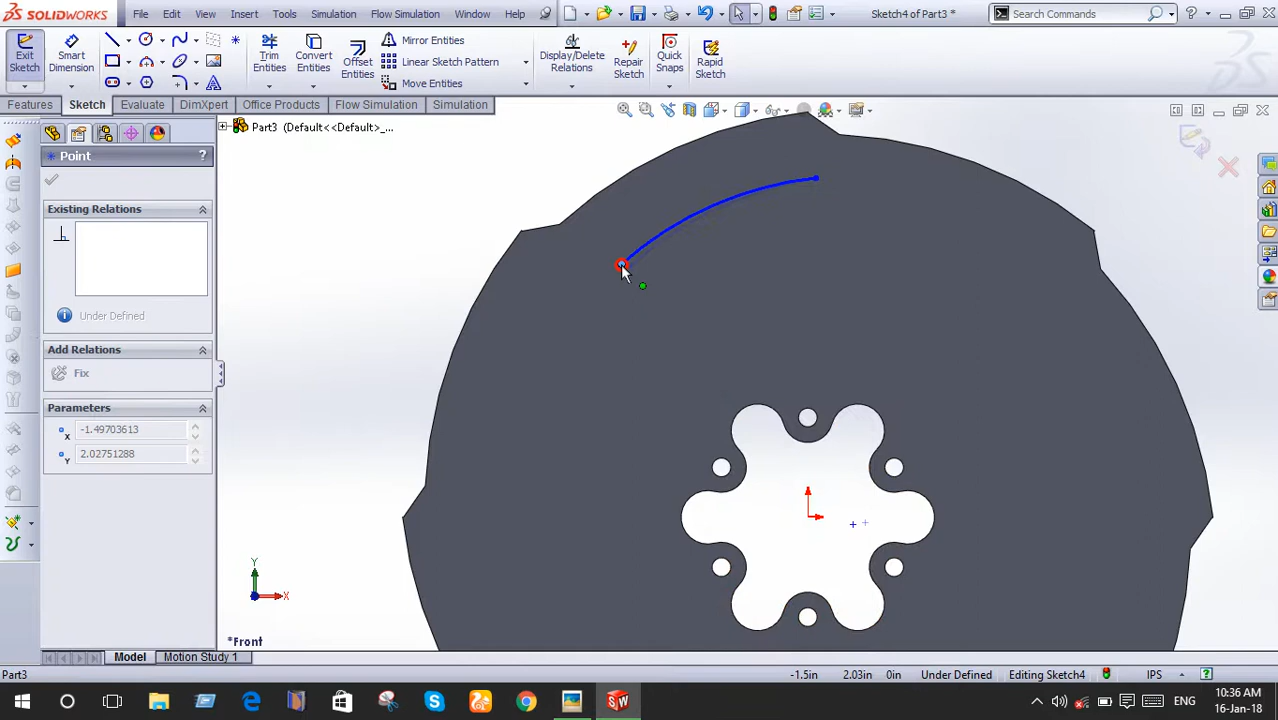 SOLIDWORKS
File Edit View Insert Tools Simulation Flow Simulation Window Help
Sketch4 of Part3 *
Search Commands
Exit Sketch
Smart Dimension
Trim Entities
Convert Entities
Offset Entities
Mirror Entities
Linear Sketch Pattern
Move Entities
Display/Delete Relations
Repair Sketch
Quick Snaps
Rapid Sketch
Features Sketch Evaluate DimXpert Office Products Flow Simulation Simulation
Part3 (Default<<Default>_...
Point ?
Existing Relations
Under Defined
Add Relations
Fix
Parameters
X -1.49703613
Y 2.02751288
Y
X
*Front
Model Motion Study 1
Part3 -1.5in 2.03in 0in Under Defined Editing Sketch4 IPS
ENG
10:36 AM
16-Jan-18